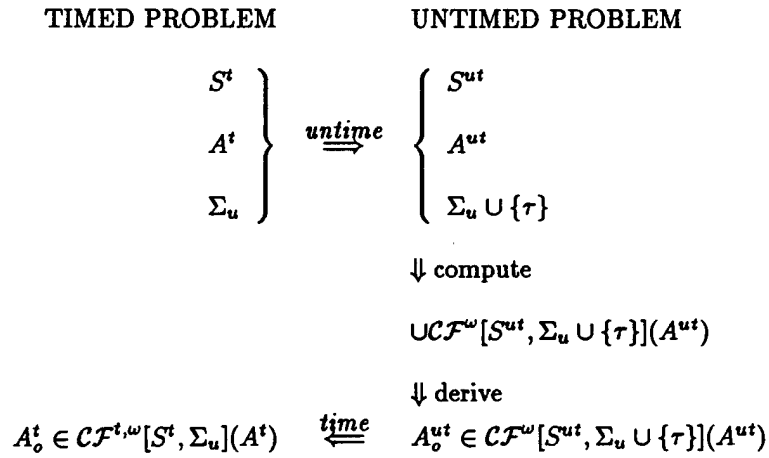 TIMED PROBLEM UNTIMED PROBLEM
S^t S^{ut}
A^t untime ⟹ A^{ut}
Σ_u Σ_u ∪ {τ}
⇓ compute
∪CF^ω[S^{ut}, Σ_u ∪ {τ}](A^{ut})
⇓ derive
A_o^t ∈ CF^{t,ω}[S^t, Σ_u](A^t) time ⟸ A_o^{ut} ∈ CF^ω[S^{ut}, Σ_u ∪ {τ}](A^{ut})